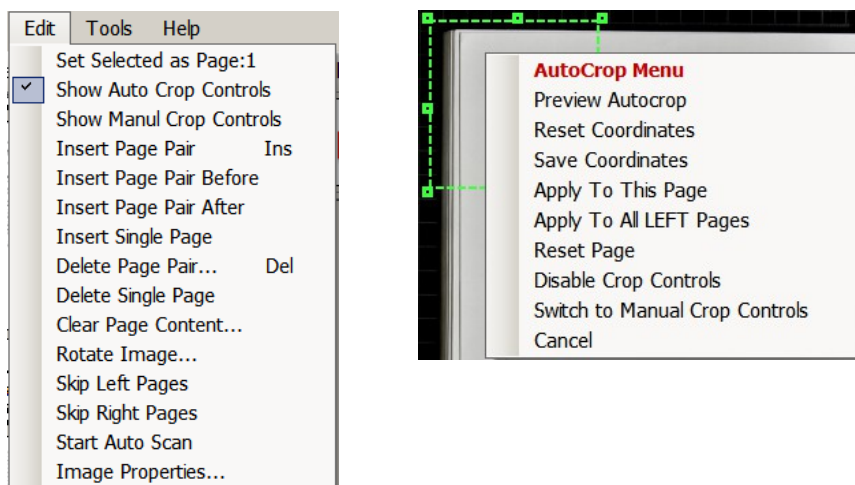 Edit Tools Help
Set Selected as Page:1
Show Auto Crop Controls
Show Manul Crop Controls
Insert Page Pair Ins
Insert Page Pair Before
Insert Page Pair After
Insert Single Page
Delete Page Pair... Del
Delete Single Page
Clear Page Content...
Rotate Image...
Skip Left Pages
Skip Right Pages
Start Auto Scan
Image Properties...
AutoCrop Menu
Preview Autocrop
Reset Coordinates
Save Coordinates
Apply To This Page
Apply To All LEFT Pages
Reset Page
Disable Crop Controls
Switch to Manual Crop Controls
Cancel